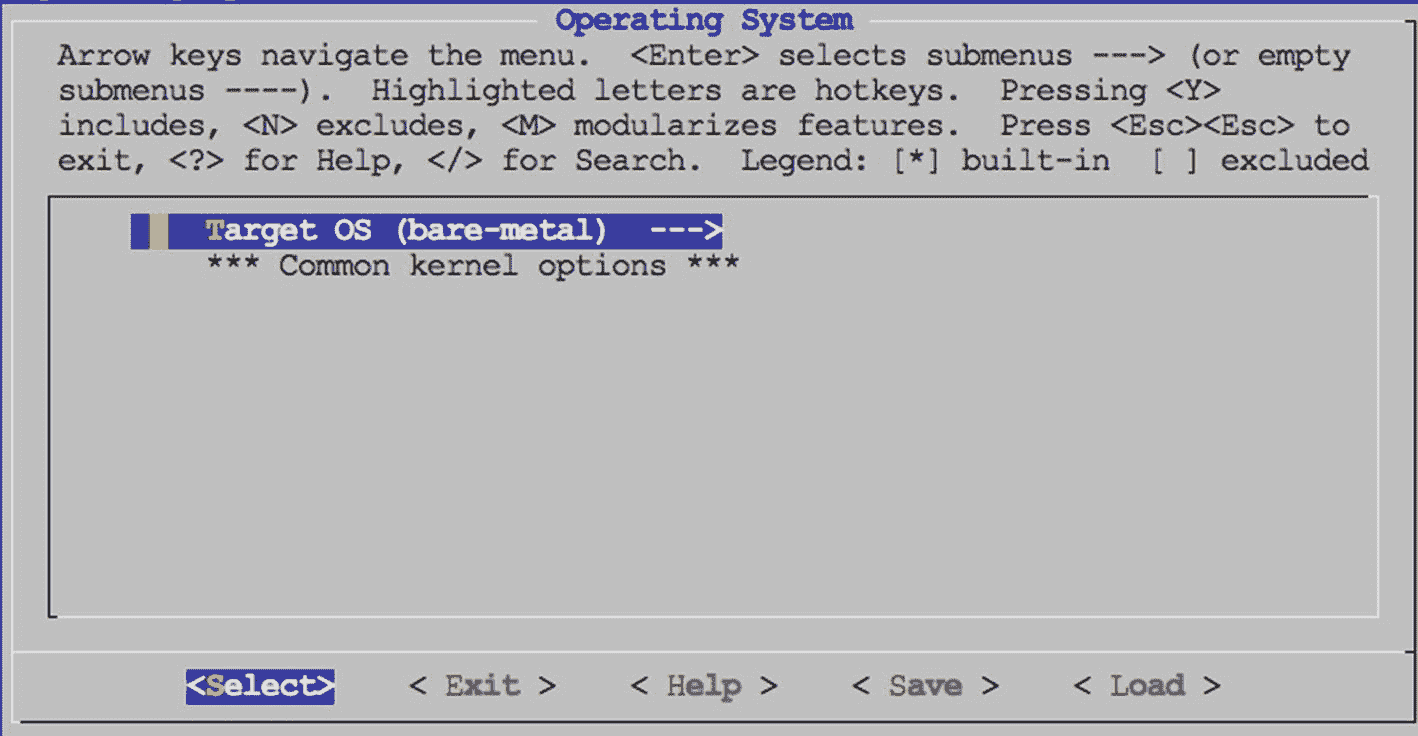 Operating System
Arrow keys navigate the menu.  <Enter> selects submenus ---> (or empty
submenus ----).  Highlighted letters are hotkeys.  Pressing <Y>
includes, <N> excludes, <M> modularizes features.  Press <Esc><Esc> to
exit, <?> for Help, </> for Search.  Legend: [*] built-in  [ ] excluded
Target OS (bare-metal)  --->
*** Common kernel options ***
<Select>    < Exit >    < Help >    < Save >    < Load >